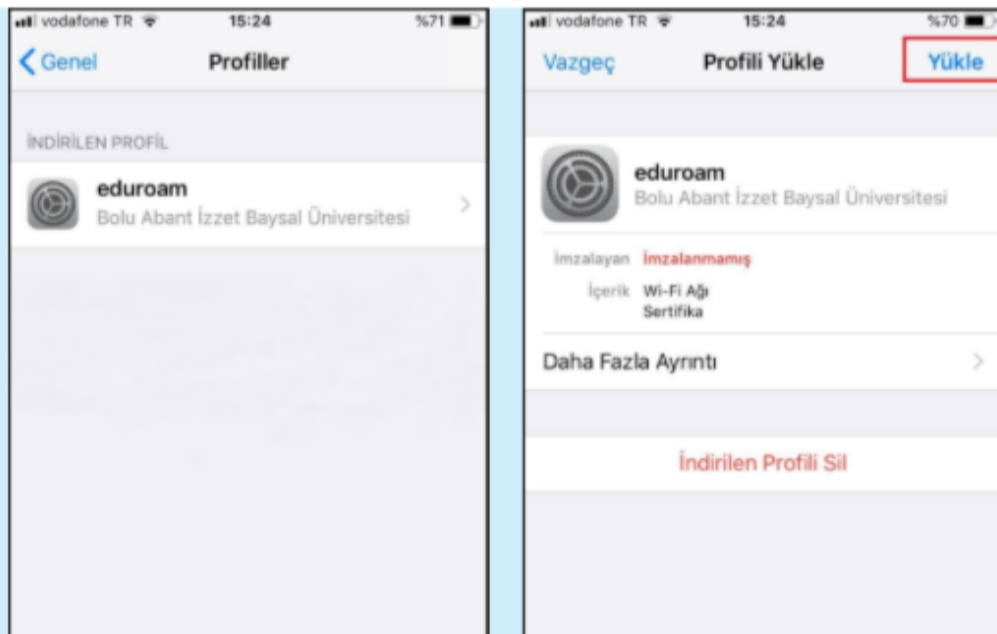 vodafone TR 15:24 %71
Genel Profiller
İNDİRİLEN PROFİL
eduroam
Bolu Abant İzzet Baysal Üniversitesi
vodafone TR 15:24 %70
Vazgeç Profili Yükle Yükle
eduroam
Bolu Abant İzzet Baysal Üniversitesi
İmzalayan İmzalanmamış
İçerik Wi-Fi Ağı
Sertifika
Daha Fazla Ayrıntı
İndirilen Profili Sil